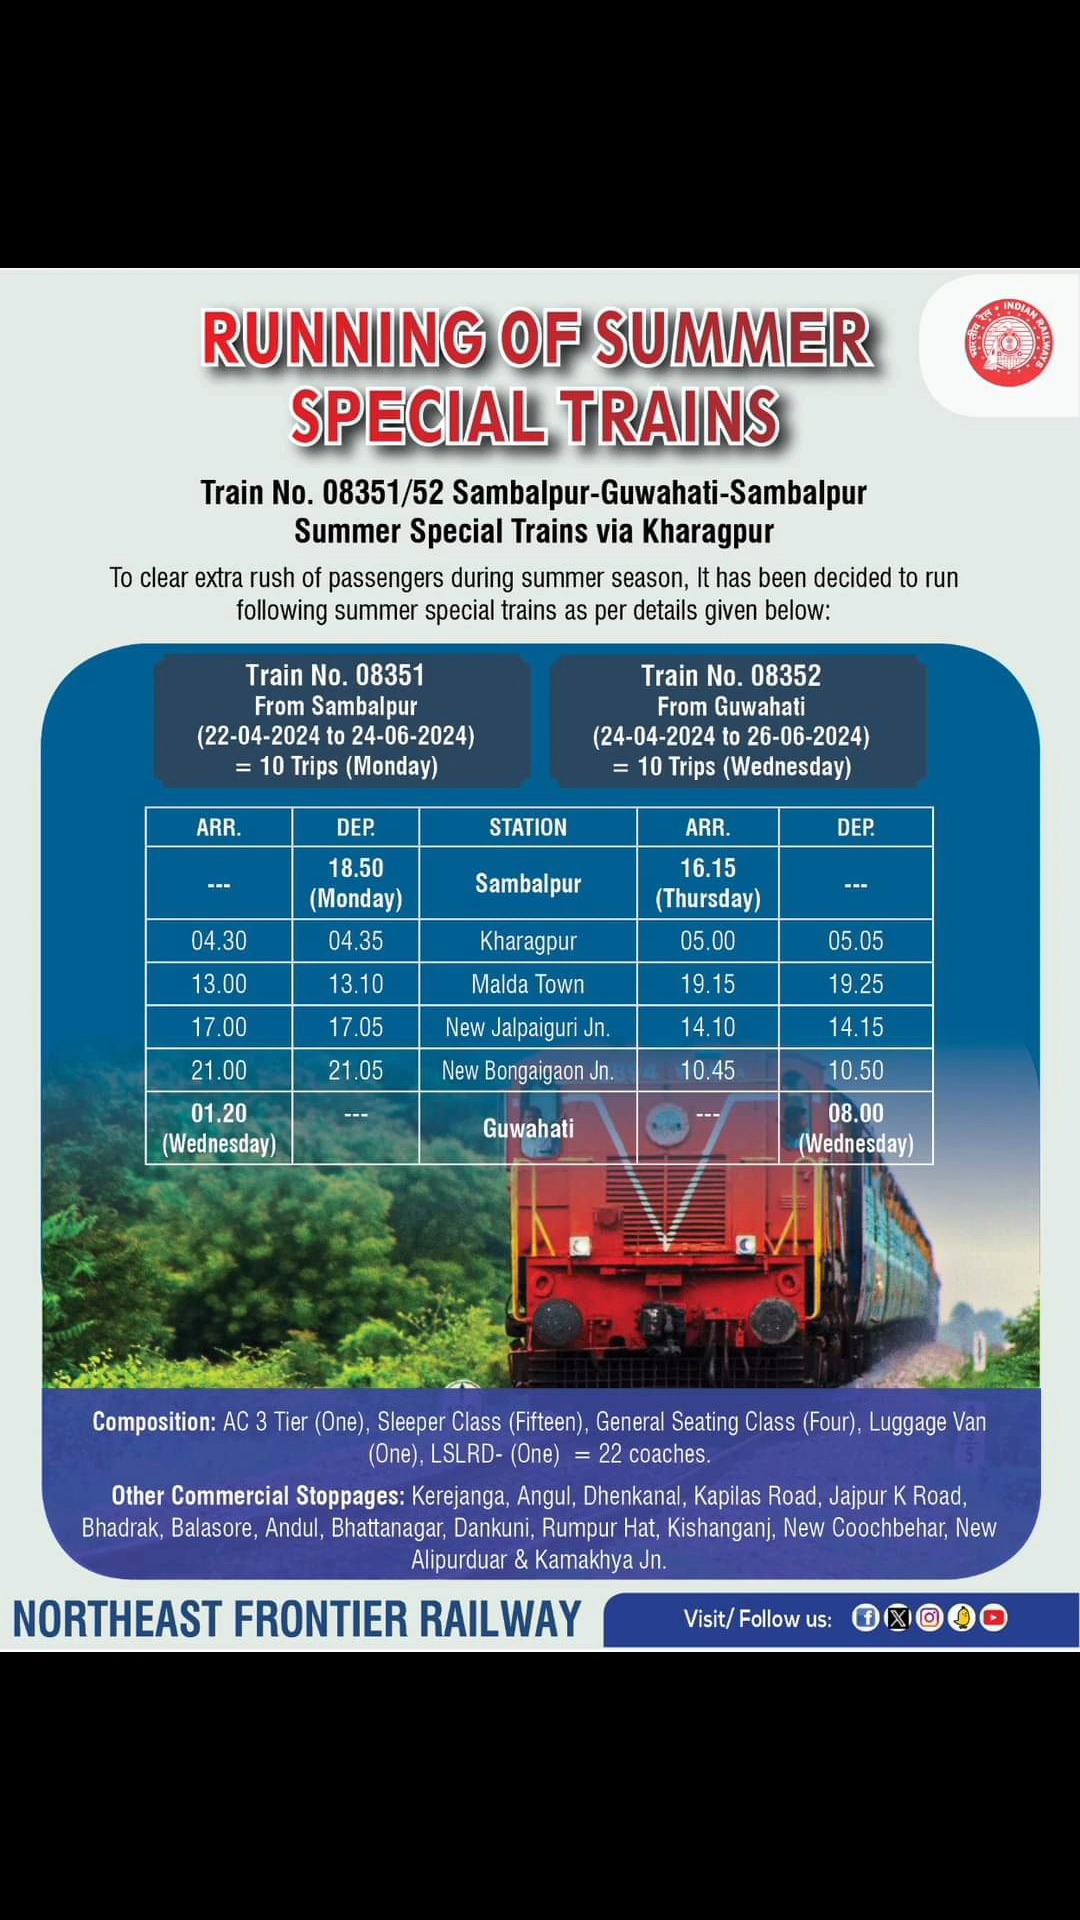 RUNNING OF SUMMER
SPECIAL TRAINS
भारतीय रेल
INDIAN RAILWAYS
Train No. 08351/52 Sambalpur-Guwahati-Sambalpur
Summer Special Trains via Kharagpur
To clear extra rush of passengers during summer season, It has been decided to run
following summer special trains as per details given below:
Train No. 08351
From Sambalpur
(22-04-2024 to 24-06-2024)
= 10 Trips (Monday)
Train No. 08352
From Guwahati
(24-04-2024 to 26-06-2024)
= 10 Trips (Wednesday)
ARR. DEP. STATION ARR. DEP.
--- 18.50 (Monday) Sambalpur 16.15 (Thursday) ---
04.30 04.35 Kharagpur 05.00 05.05
13.00 13.10 Malda Town 19.15 19.25
17.00 17.05 New Jalpaiguri Jn. 14.10 14.15
21.00 21.05 New Bongaigaon Jn. 10.45 10.50
01.20 (Wednesday) --- Guwahati --- 08.00 (Wednesday)
Composition: AC 3 Tier (One), Sleeper Class (Fifteen), General Seating Class (Four), Luggage Van
(One), LSLRD- (One) = 22 coaches.
Other Commercial Stoppages: Kerejanga, Angul, Dhenkanal, Kapilas Road, Jajpur K Road,
Bhadrak, Balasore, Andul, Bhattanagar, Dankuni, Rumpur Hat, Kishanganj, New Coochbehar, New
Alipurduar & Kamakhya Jn.
NORTHEAST FRONTIER RAILWAY
Visit/ Follow us: